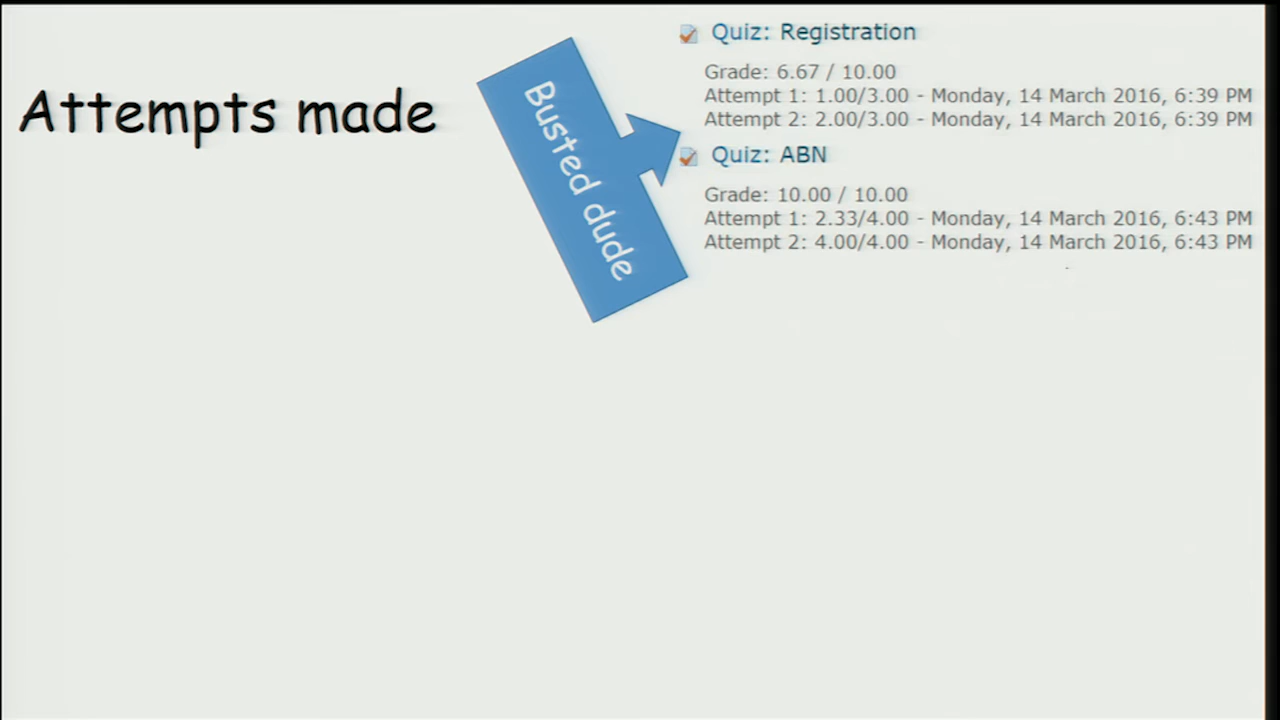 Attempts made
Busted dude
Quiz: Registration
Grade: 6.67 / 10.00
Attempt 1: 1.00/3.00 - Monday, 14 March 2016, 6:39 PM
Attempt 2: 2.00/3.00 - Monday, 14 March 2016, 6:39 PM
Quiz: ABN
Grade: 10.00 / 10.00
Attempt 1: 2.33/4.00 - Monday, 14 March 2016, 6:43 PM
Attempt 2: 4.00/4.00 - Monday, 14 March 2016, 6:43 PM